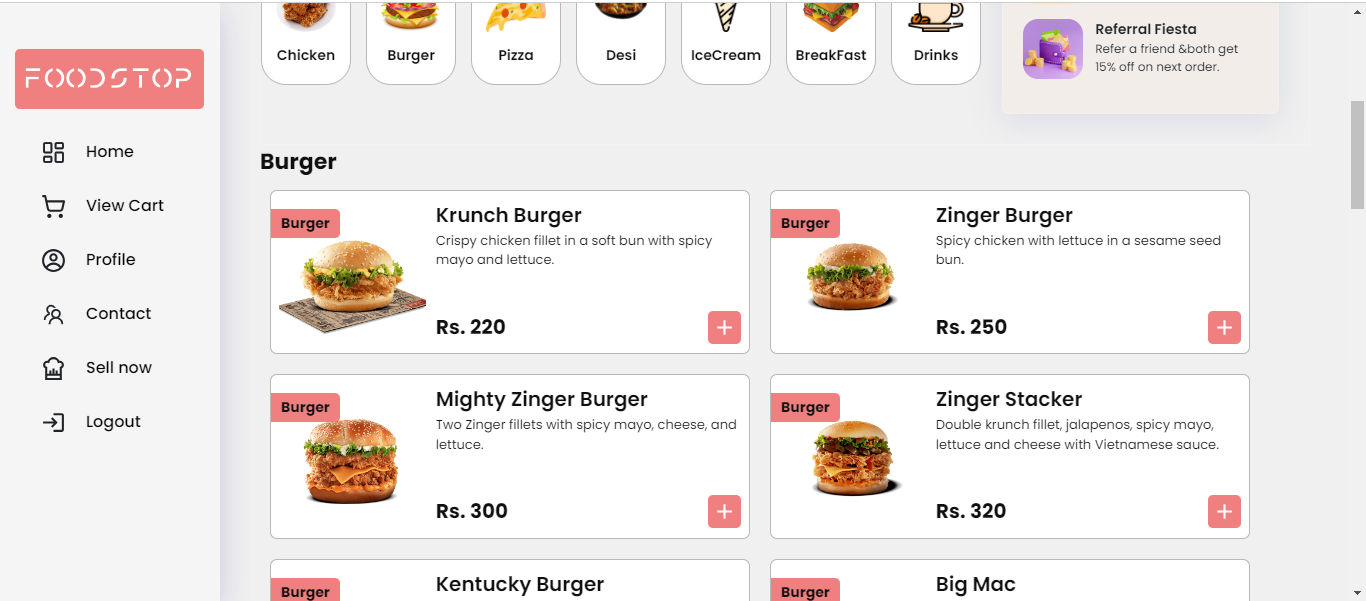 FOODSTOP
Home
View Cart
Profile
Contact
Sell now
Logout
Chicken
Burger
Pizza
Desi
IceCream
BreakFast
Drinks
Referral Fiesta
Refer a friend &both get
15% off on next order.
Burger
Burger
Krunch Burger
Crispy chicken fillet in a soft bun with spicy
mayo and lettuce.
Rs. 220
Burger
Zinger Burger
Spicy chicken with lettuce in a sesame seed
bun.
Rs. 250
Burger
Mighty Zinger Burger
Two Zinger fillets with spicy mayo, cheese, and
lettuce.
Rs. 300
Burger
Zinger Stacker
Double krunch fillet, jalapenos, spicy mayo,
lettuce and cheese with Vietnamese sauce.
Rs. 320
Burger
Kentucky Burger
Burger
Big Mac